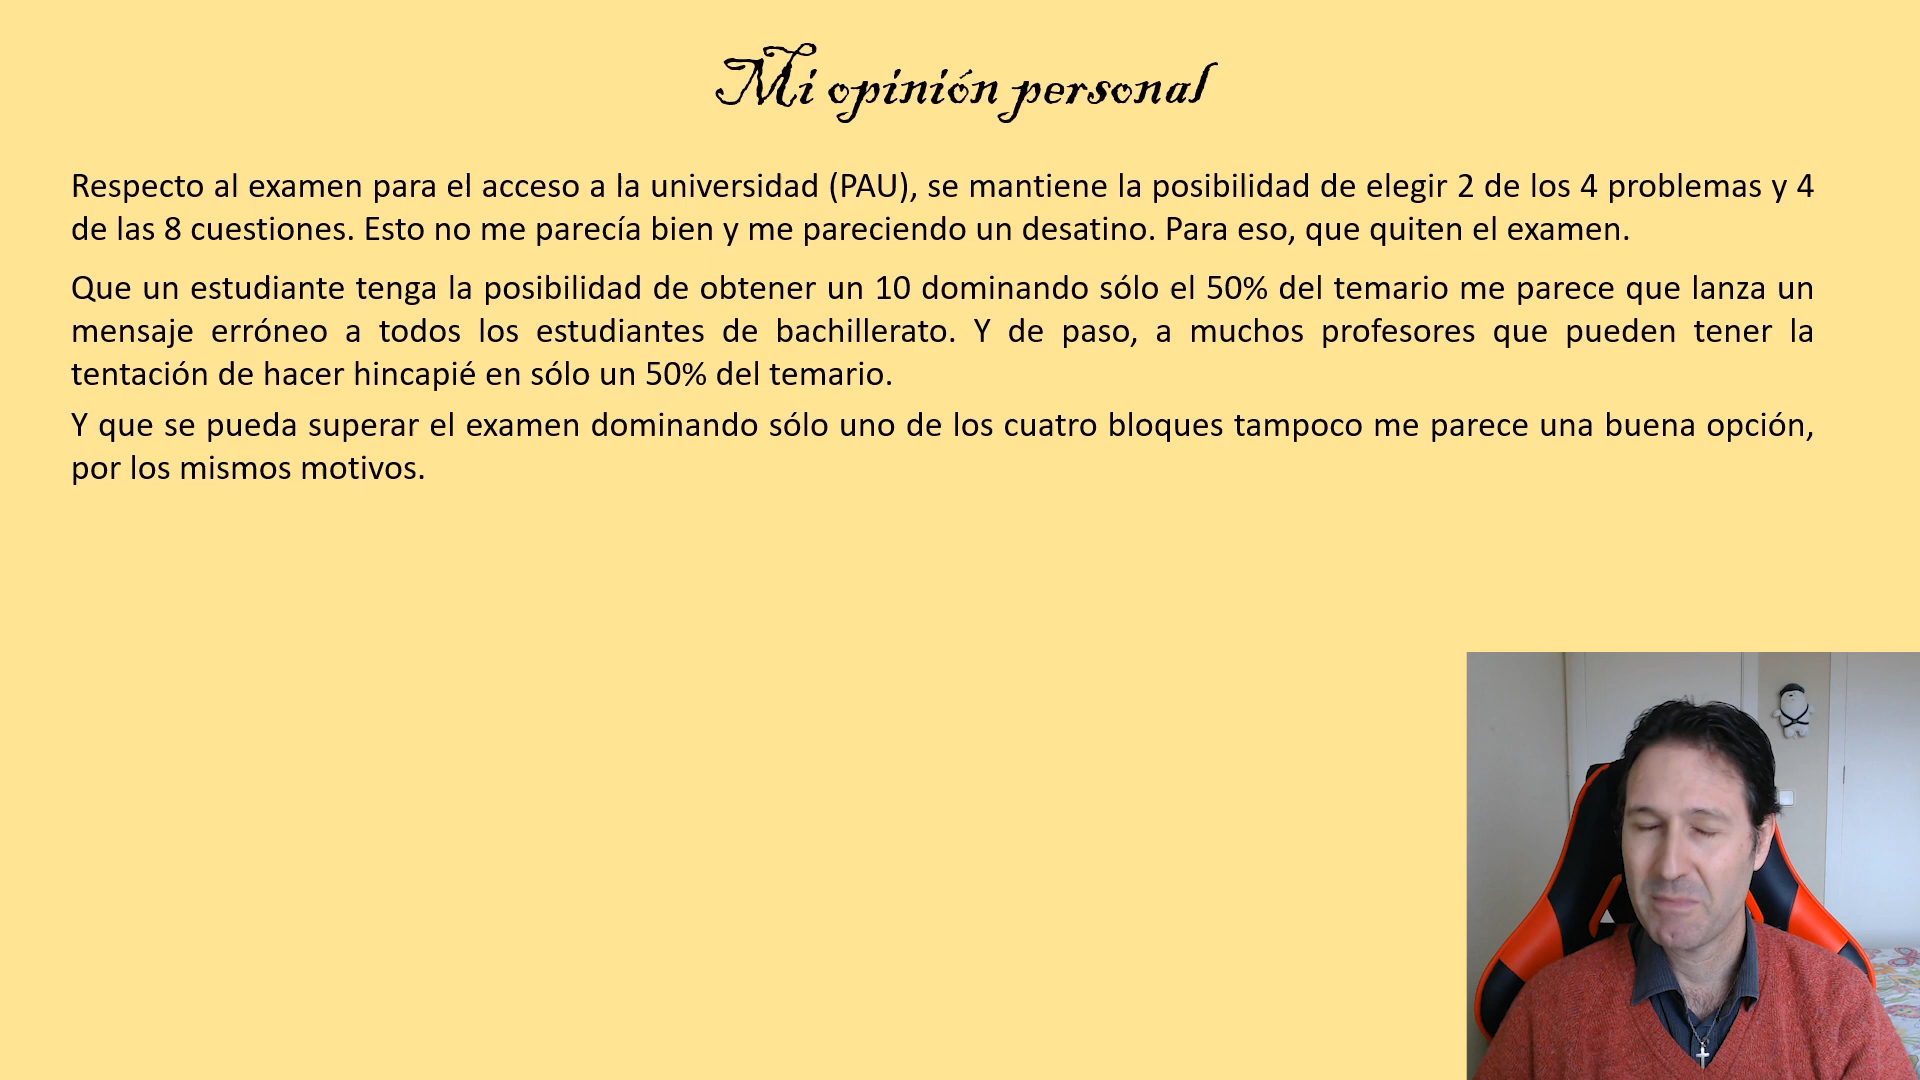 Mi opinión personal
Respecto al examen para el acceso a la universidad (PAU), se mantiene la posibilidad de elegir 2 de los 4 problemas y 4
de las 8 cuestiones. Esto no me parecía bien y me pareciendo un desatino. Para eso, que quiten el examen.
Que un estudiante tenga la posibilidad de obtener un 10 dominando sólo el 50% del temario me parece que lanza un
mensaje erróneo a todos los estudiantes de bachillerato. Y de paso, a muchos profesores que pueden tener la
tentación de hacer hincapié en sólo un 50% del temario.
Y que se pueda superar el examen dominando sólo uno de los cuatro bloques tampoco me parece una buena opción,
por los mismos motivos.